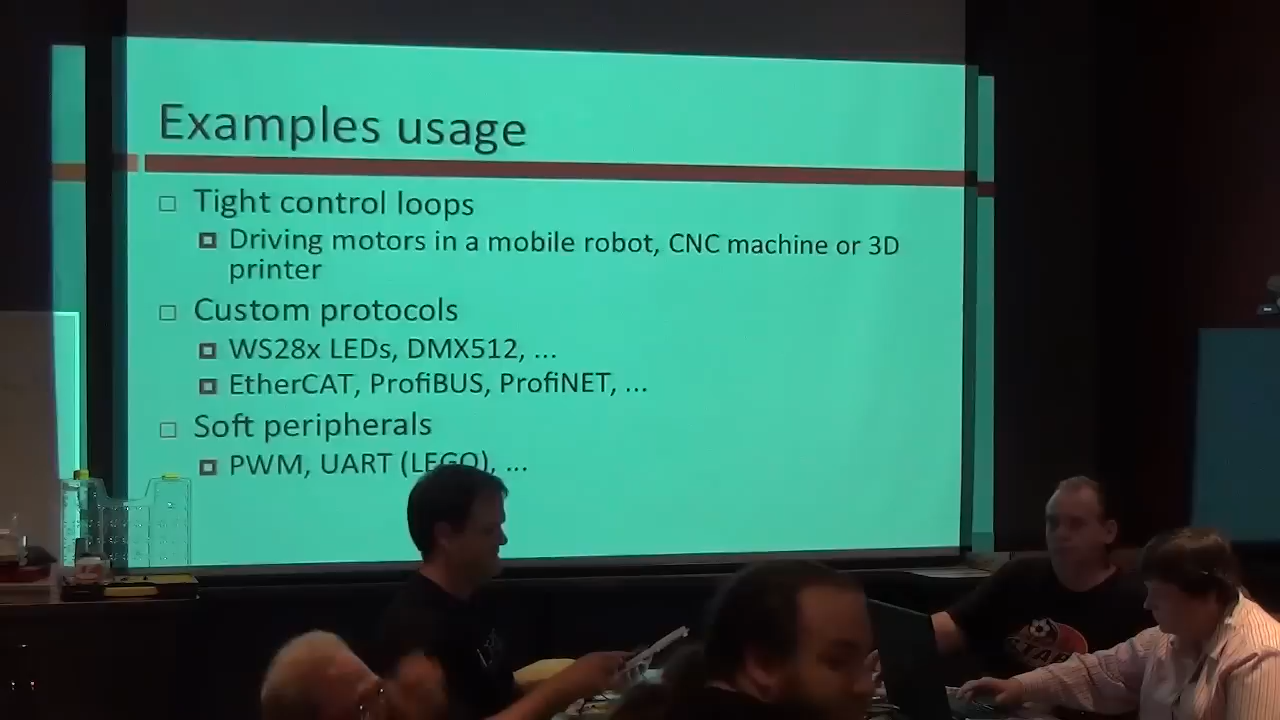 Examples usage
Tight control loops
Driving motors in a mobile robot, CNC machine or 3D
printer
Custom protocols
WS28x LEDs, DMX512, ...
EtherCAT, ProfiBUS, ProfiNET, ...
Soft peripherals
PWM, UART (LEGO), ...